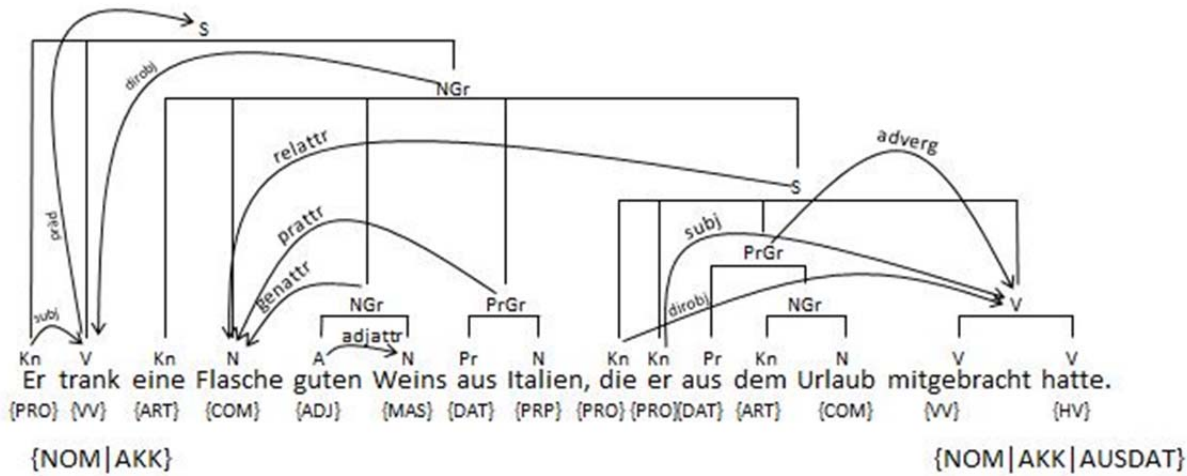 S
dirobj
NGr
relattr
adverg
S
präd
prattr
subj
PrGr
genattr
NGr PrGr dirobj NGr V
subj
adjattr
Kn V Kn N A N Pr N Kn Kn Pr Kn N V V
Er trank eine Flasche guten Weins aus Italien, die er aus dem Urlaub mitgebracht hatte.
{PRO} {VV} {ART} {COM} {ADJ} {MAS} {DAT} {PRP} {PRO} {PRO}{DAT} {ART} {COM} {VV} {HV}
{NOM|AKK} {NOM|AKK|AUSDAT}